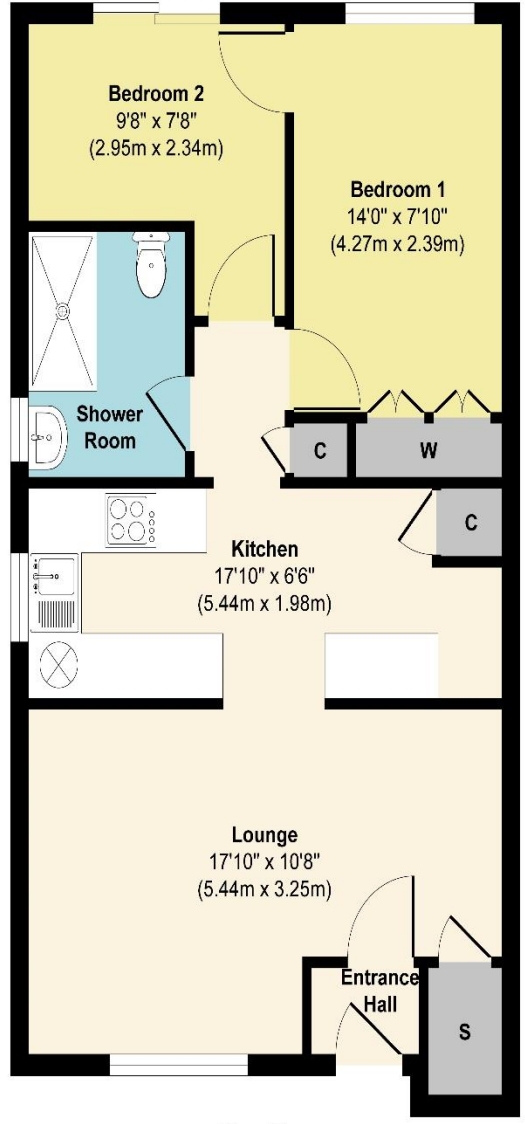 Bedroom 2
9'8" x 7'8"
(2.95m x 2.34m)
Bedroom 1
14'0" x 7'10"
(4.27m x 2.39m)
Shower
Room
C
W
Kitchen
17'10" x 6'6"
(5.44m x 1.98m)
C
Lounge
17'10" x 10'8"
(5.44m x 3.25m)
Entrance
Hall
S